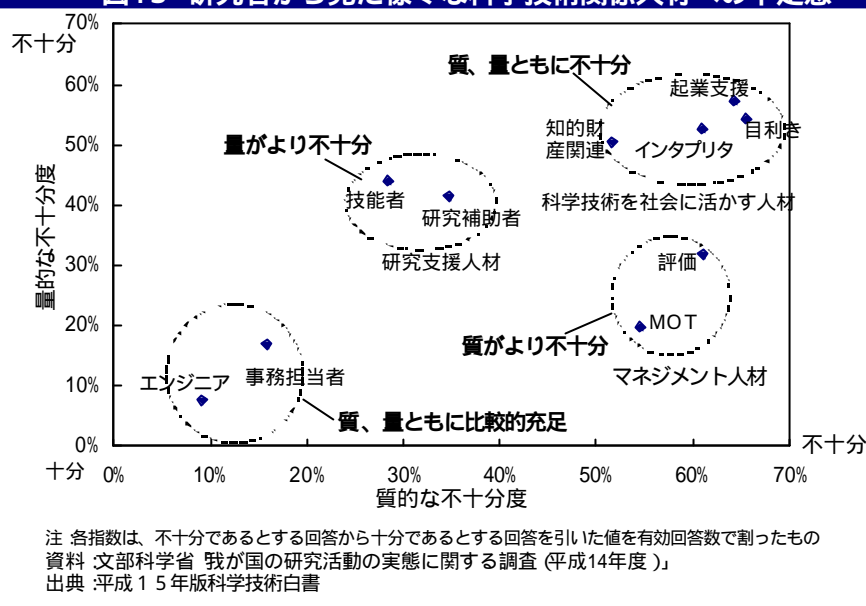 70%
不十分
60%
50%
40%
30%
20%
10%
0%
量的な不十分度
質、量ともに不十分
起業支援
知的財
産関連
インタプリタ
目利き
科学技術を社会に活かす人材
量がより不十分
技能者
研究補助者
研究支援人材
評価
MOT
質がより不十分
マネジメント人材
エンジニア
事務担当者
質、量ともに比較的充足
不十分
十分
0% 10% 20% 30% 40% 50% 60% 70%
質的な不十分度
注:各指数は、不十分であるとする回答から十分であるとする回答を引いた値を有効回答数で割ったもの
資料:文部科学省「我が国の研究活動の実態に関する調査(平成14年度)」
出典:平成15年版科学技術白書